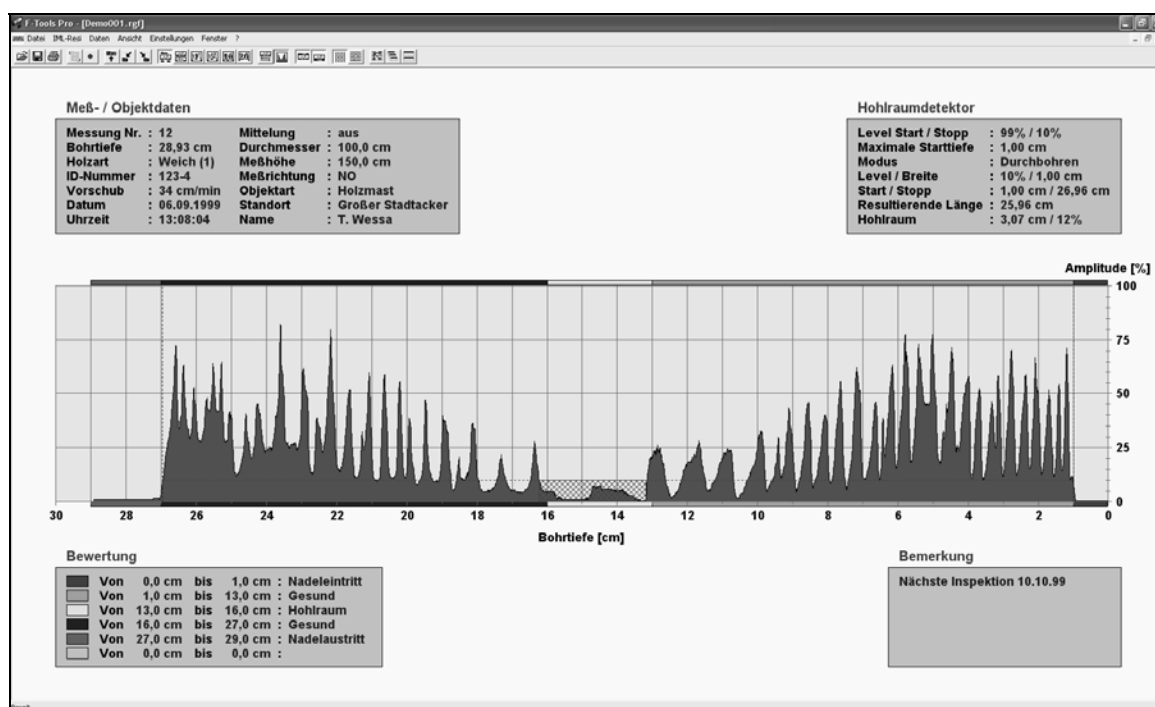 F-Tools Pro - [Demo001.rgf]
Datei IML-Resi Daten Ansicht Einstellungen Fenster ?
Meß- / Objektdaten
Messung Nr. : 12 Mittelung : aus
Bohrtiefe : 28,93 cm Durchmesser : 100,0 cm
Holzart : Weich (1) Meßhöhe : 150,0 cm
ID-Nummer : 123-4 Meßrichtung : NO
Vorschub : 34 cm/min Objektart : Holzmast
Datum : 06.09.1999 Standort : Großer Stadtacker
Uhrzeit : 13:08:04 Name : T. Wessa
Hohlraumdetektor
Level Start / Stopp : 99% / 10%
Maximale Starttiefe : 1,00 cm
Modus : Durchbohren
Level / Breite : 10% / 1,00 cm
Start / Stopp : 1,00 cm / 26,96 cm
Resultierende Länge : 25,96 cm
Hohlraum : 3,07 cm / 12%
Amplitude [%]
100
75
50
25
0
30 28 26 24 22 20 18 16 14 12 10 8 6 4 2 0
Bohrtiefe [cm]
Bewertung
Von 0,0 cm bis 1,0 cm : Nadeleintritt
Von 1,0 cm bis 13,0 cm : Gesund
Von 13,0 cm bis 16,0 cm : Hohlraum
Von 16,0 cm bis 27,0 cm : Gesund
Von 27,0 cm bis 29,0 cm : Nadelaustritt
Von 0,0 cm bis 0,0 cm :
Bemerkung
Nächste Inspektion 10.10.99